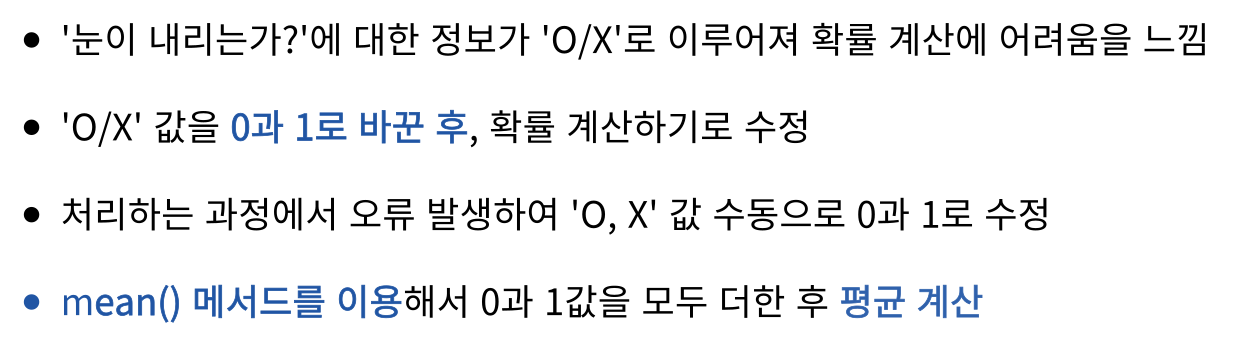 • '눈이 내리는가?'에 대한 정보가 'O/X'로 이루어져 확률 계산에 어려움을 느낌
• 'O/X' 값을 0과 1로 바꾼 후, 확률 계산하기로 수정
• 처리하는 과정에서 오류 발생하여 'O, X' 값 수동으로 0과 1로 수정
• mean() 메서드를 이용해서 0과 1값을 모두 더한 후 평균 계산